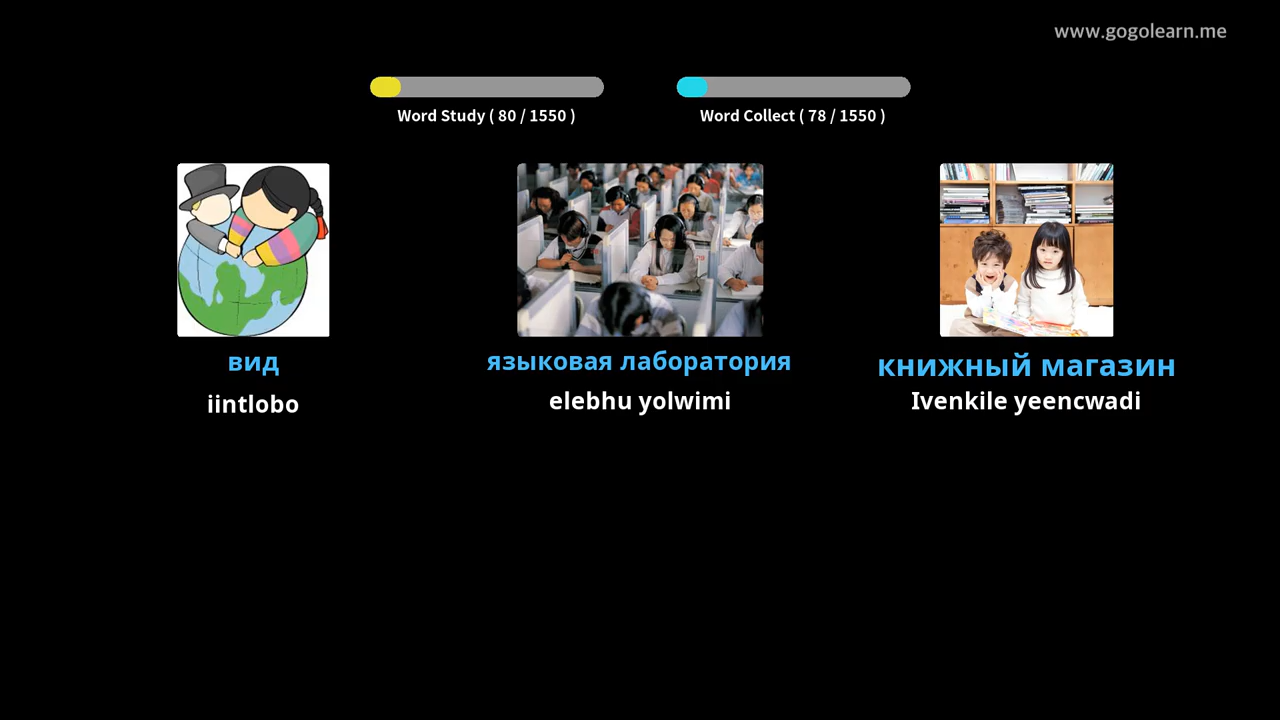 www.gogolearn.me
Word Study ( 80 / 1550 )
Word Collect ( 78 / 1550 )
вид
языковая лаборатория
книжный магазин
iintlobo
elebhu yolwimi
Ivenkile yeencwadi